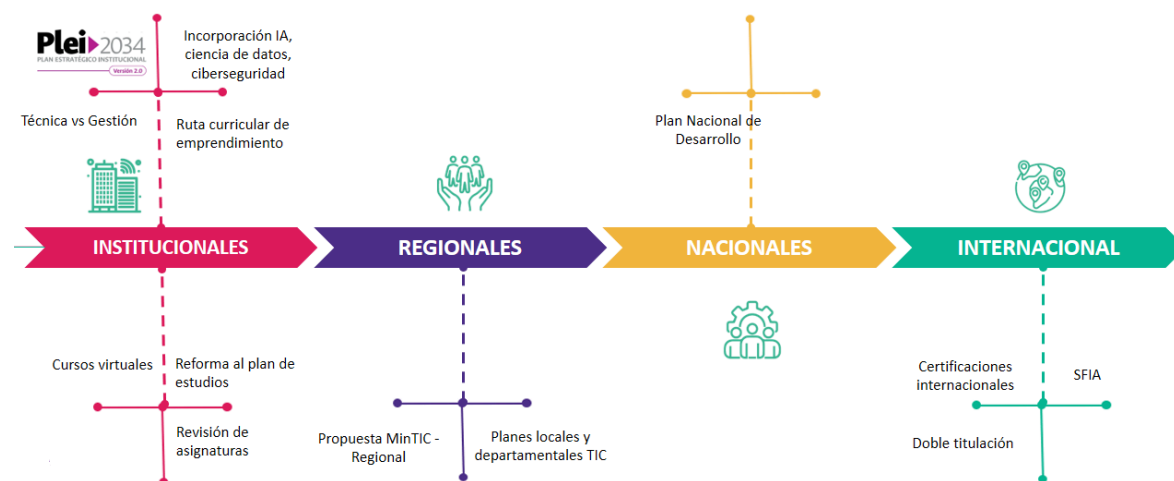 Plei 2034
PLAN ESTRATÉGICO INSTITUCIONAL
Versión 2.0
Incorporación IA,
ciencia de datos,
ciberseguridad
Técnica vs Gestión
Ruta curricular de
emprendimiento
Plan Nacional de
Desarrollo
INSTITUCIONALES
REGIONALES
NACIONALES
INTERNACIONAL
Cursos virtuales
Reforma al plan de
estudios
Revisión de
asignaturas
Propuesta MinTIC -
Regional
Planes locales y
departamentales TIC
Certificaciones
internacionales
SFIA
Doble titulación